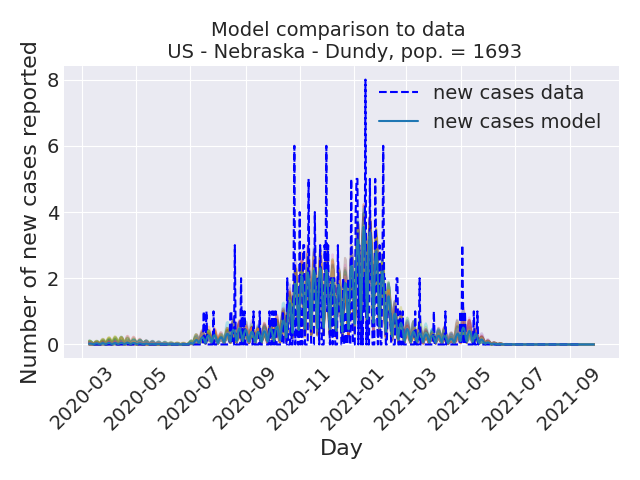 Model comparison to data
US - Nebraska - Dundy, pop. = 1693
Number of new cases reported
8
6
4
2
0
new cases data
new cases model
2020-03
2020-05
2020-07
2020-09
2020-11
2021-01
2021-03
2021-05
2021-07
2021-09
Day